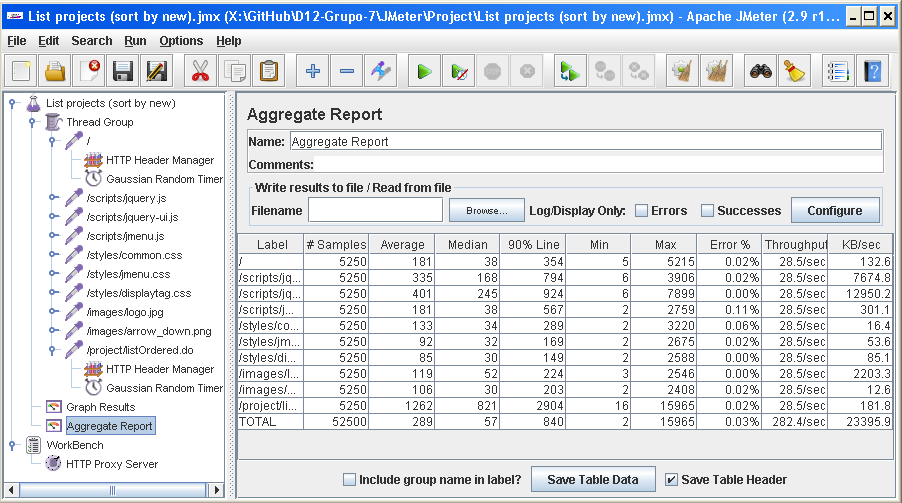 List projects (sort by new).jmx (X:\GitHub\D12-Grupo-7\JMeter\Project\List projects (sort by new).jmx) - Apache JMeter (2.9 r1...
File Edit Search Run Options Help
List projects (sort by new)
Thread Group
/
HTTP Header Manager
Gaussian Random Timer
/scripts/jquery.js
/scripts/jquery-ui.js
/scripts/jmenu.js
/styles/common.css
/styles/jmenu.css
/styles/displaytag.css
/images/logo.jpg
/images/arrow_down.png
/project/listOrdered.do
HTTP Header Manager
Gaussian Random Timer
Graph Results
Aggregate Report
WorkBench
HTTP Proxy Server
Aggregate Report
Name: Aggregate Report
Comments:
Write results to file / Read from file
Filename Browse... Log/Display Only: Errors Successes Configure
Label # Samples Average Median 90% Line Min Max Error % Throughput KB/sec
/ 5250 181 38 354 5 5215 0.02% 28.5/sec 132.6
/scripts/jq... 5250 335 168 794 6 3906 0.02% 28.5/sec 7674.8
/scripts/jq... 5250 401 245 924 6 7899 0.00% 28.5/sec 12950.2
/scripts/j... 5250 181 38 567 2 2759 0.11% 28.5/sec 301.1
/styles/co... 5250 133 34 289 2 3220 0.06% 28.5/sec 16.4
/styles/jm... 5250 92 32 169 2 2675 0.02% 28.5/sec 53.6
/styles/di... 5250 85 30 149 2 2588 0.00% 28.5/sec 85.1
/images/l... 5250 119 52 224 3 2546 0.00% 28.5/sec 2203.3
/images/... 5250 106 30 203 2 2408 0.02% 28.5/sec 12.6
/project/li... 5250 1262 821 2904 16 15965 0.02% 28.5/sec 181.8
TOTAL 52500 289 57 840 2 15965 0.03% 282.4/sec 23395.9
Include group name in label? Save Table Data Save Table Header